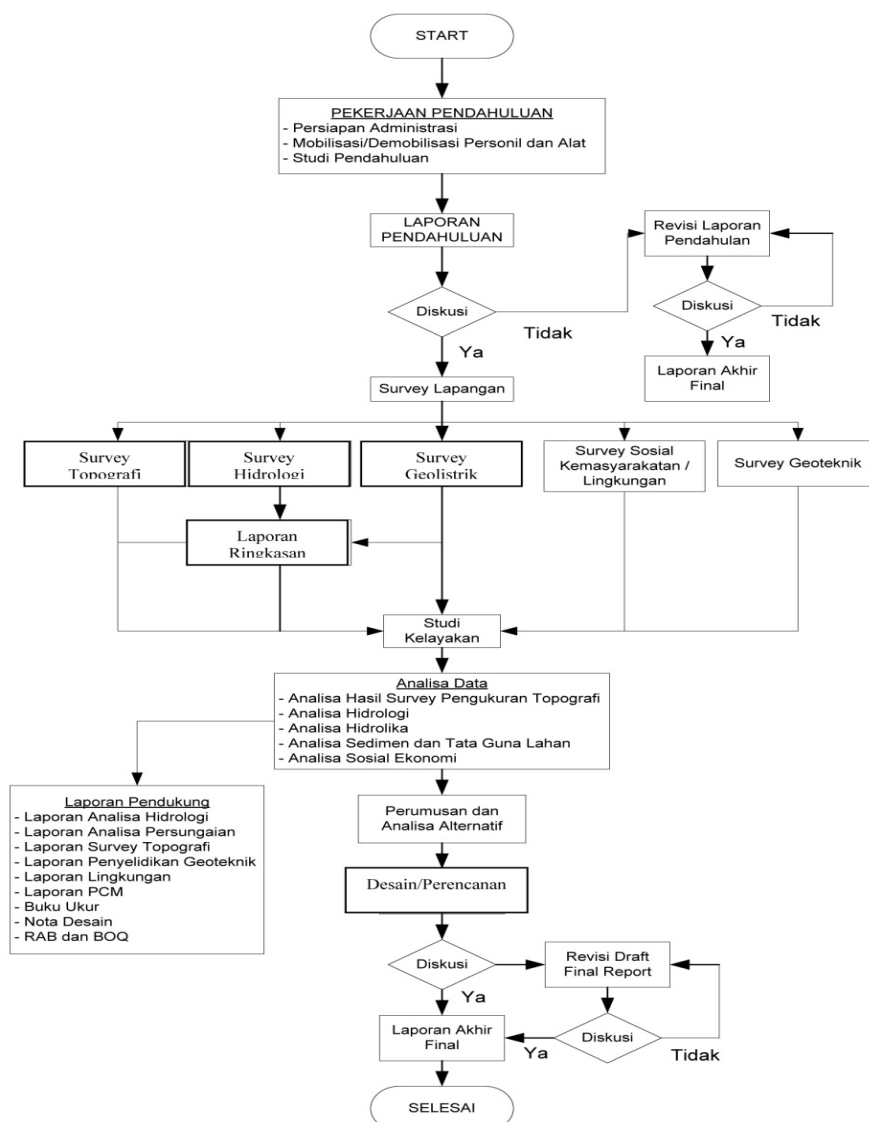 START
PEKERJAAN PENDAHULUAN
- Persiapan Administrasi
- Mobilisasi/Demobilisasi Personil dan Alat
- Studi Pendahuluan
LAPORAN
PENDAHULUAN
Revisi Laporan
Pendahulan
Diskusi
Tidak
Ya
Diskusi
Tidak
Ya
Laporan Akhir
Final
Survey Lapangan
Survey
Topografi
Survey
Hidrologi
Survey
Geolistrik
Survey Sosial
Kemasyarakatan /
Lingkungan
Survey Geoteknik
Laporan
Ringkasan
Studi
Kelayakan
Analisa Data
- Analisa Hasil Survey Pengukuran Topografi
- Analisa Hidrologi
- Analisa Hidrolika
- Analisa Sedimen dan Tata Guna Lahan
- Analisa Sosial Ekonomi
Laporan Pendukung
- Laporan Analisa Hidrologi
- Laporan Analisa Persungaian
- Laporan Survey Topografi
- Laporan Penyelidikan Geoteknik
- Laporan Lingkungan
- Laporan PCM
- Buku Ukur
- Nota Desain
- RAB dan BOQ
Perumusan dan
Analisa Alternatif
Desain/Perencanan
Diskusi
Ya
Revisi Draft
Final Report
Diskusi
Ya
Tidak
Laporan Akhir
Final
SELESAI